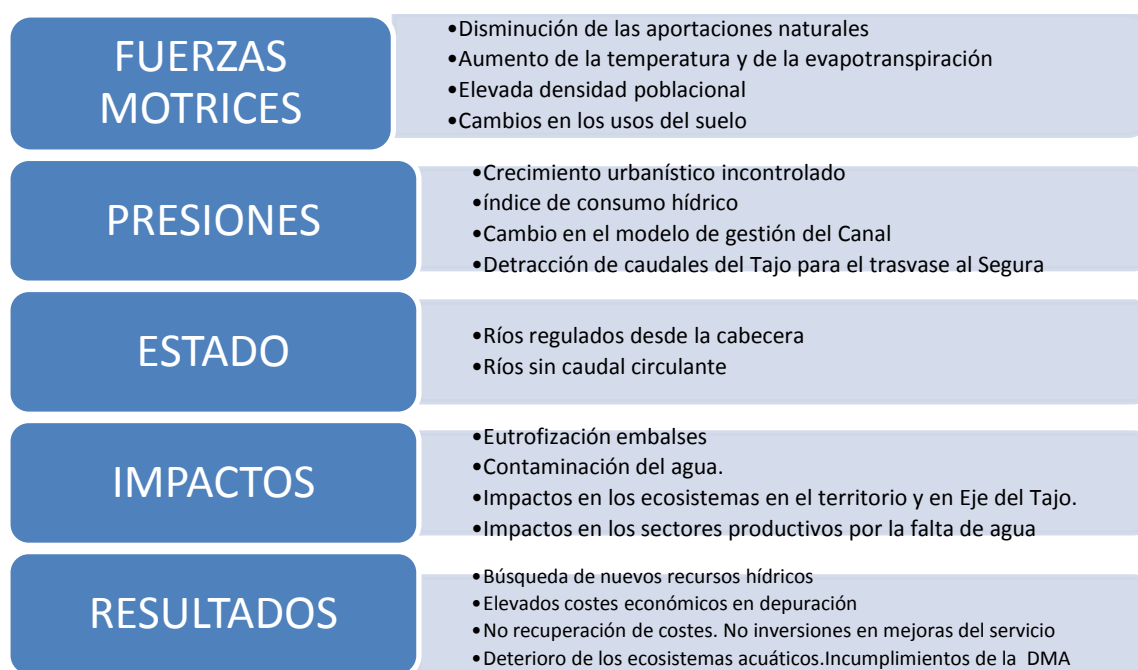 FUERZAS
MOTRICES
•Disminución de las aportaciones naturales
•Aumento de la temperatura y de la evapotranspiración
•Elevada densidad poblacional
•Cambios en los usos del suelo
PRESIONES
•Crecimiento urbanístico incontrolado
•índice de consumo hídrico
•Cambio en el modelo de gestión del Canal
•Detracción de caudales del Tajo para el trasvase al Segura
ESTADO
•Ríos regulados desde la cabecera
•Ríos sin caudal circulante
IMPACTOS
•Eutrofización embalses
•Contaminación del agua.
•Impactos en los ecosistemas en el territorio y en Eje del Tajo.
•Impactos en los sectores productivos por la falta de agua
RESULTADOS
•Búsqueda de nuevos recursos hídricos
•Elevados costes económicos en depuración
•No recuperación de costes. No inversiones en mejoras del servicio
•Deterioro de los ecosistemas acuáticos.Incumplimientos de la DMA